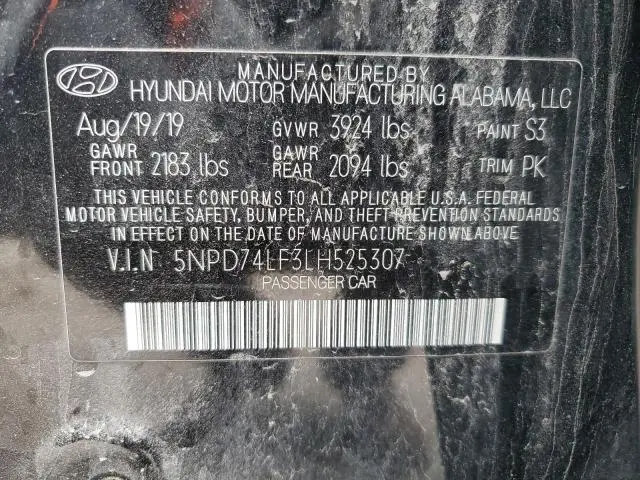 MANUFACTURED BY
HYUNDAI MOTOR MANUFACTURING ALABAMA, LLC
Aug/19/19 GVWR 3924 lbs PAINT S3
GAWR FRONT 2183 lbs GAWR REAR 2094 lbs TRIM PK
THIS VEHICLE CONFORMS TO ALL APPLICABLE U.S.A. FEDERAL
MOTOR VEHICLE SAFETY, BUMPER, AND THEFT PREVENTION STANDARDS
IN EFFECT ON THE DATE OF MANUFACTURE SHOWN ABOVE.
V.I.N 5NPD74LF3LH525307
PASSENGER CAR